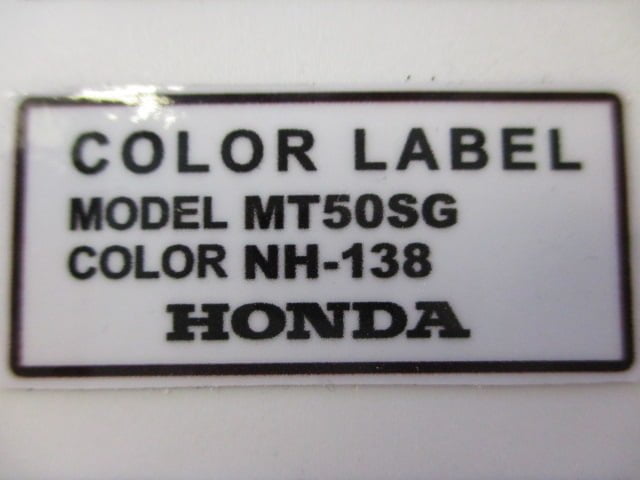 COLOR LABEL
MODEL MT50SG
COLOR NH-138
HONDA